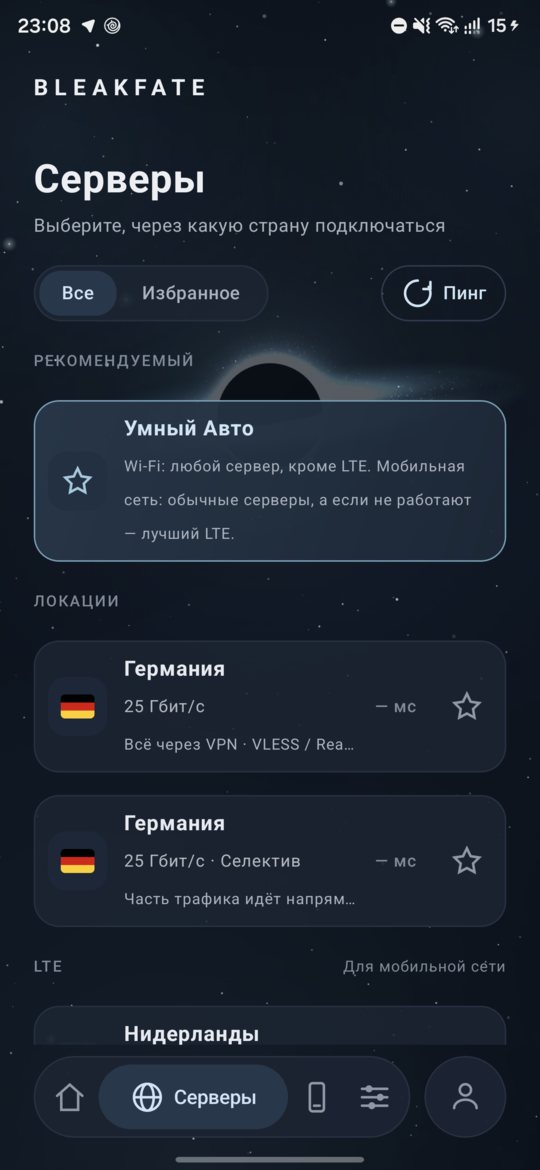 23:08
15
BLEAKFATE
Серверы
Выберите, через какую страну подключаться
Все
Избранное
Пинг
РЕКОМЕНДУЕМЫЙ
Умный Авто
Wi-Fi: любой сервер, кроме LTE. Мобильная
сеть: обычные серверы, а если не работают
— лучший LTE.
ЛОКАЦИИ
Германия
25 Гбит/с
— мс
Всё через VPN · VLESS / Rea…
Германия
25 Гбит/с · Селектив
— мс
Часть трафика идёт напрям…
LTE
Для мобильной сети
Нидерланды
Серверы